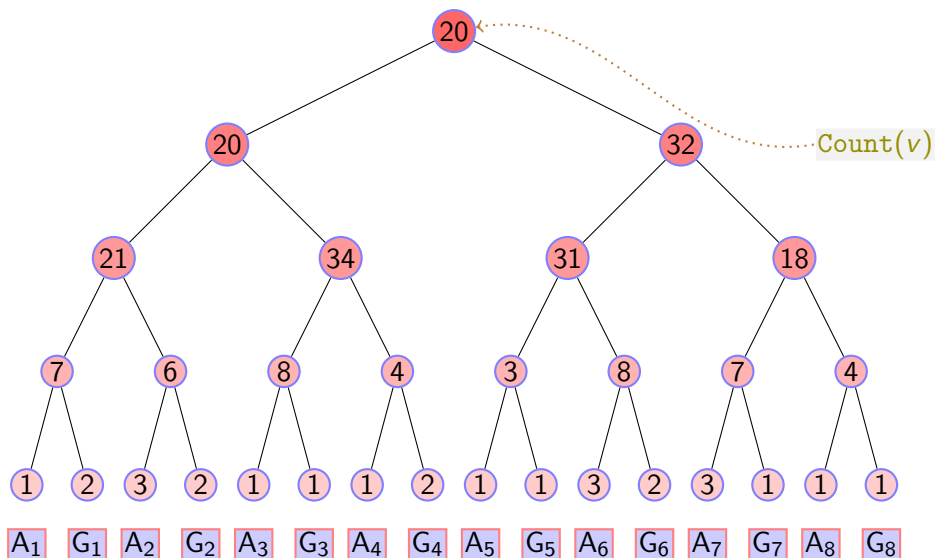 20
20 32 Count(v)
21 34 31 18
7 6 8 4 3 8 7 4
1 2 3 2 1 1 1 2 1 1 3 2 3 1 1 1
A₁ G₁ A₂ G₂ A₃ G₃ A₄ G₄ A₅ G₅ A₆ G₆ A₇ G₇ A₈ G₈